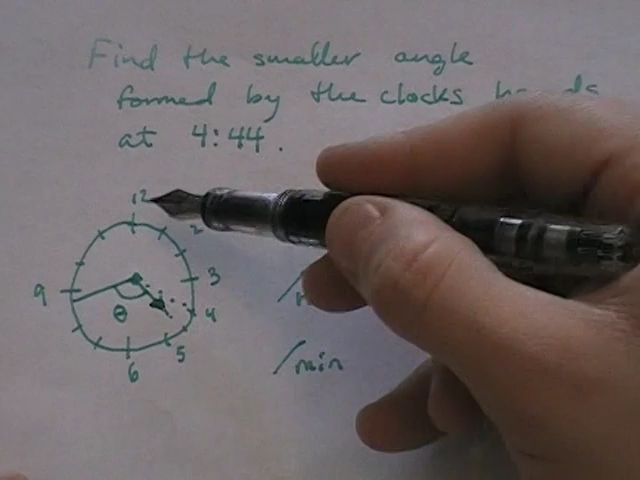 Find the smaller angle
formed by the clocks
at 4:44.
12
2
3
9
4
θ
5
6
/min